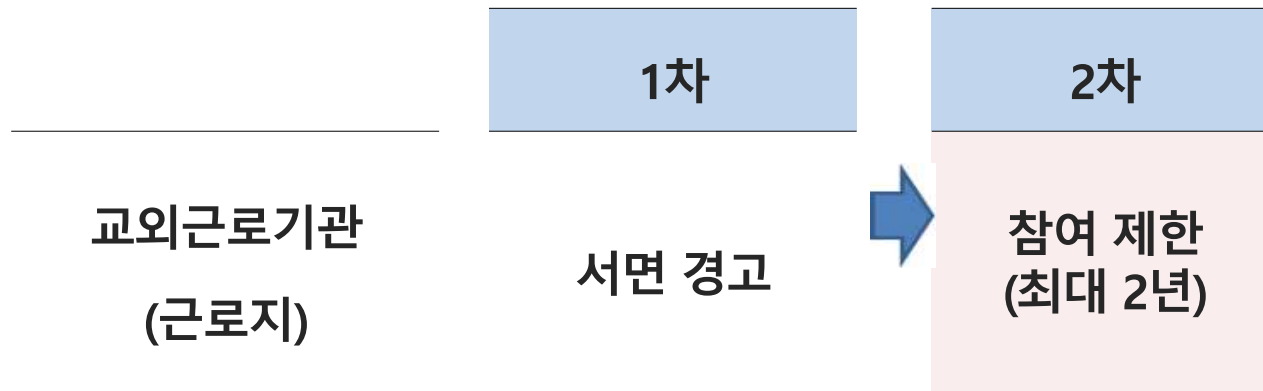 1차
2차
교외근로기관
(근로지)
서면 경고
참여 제한
(최대 2년)